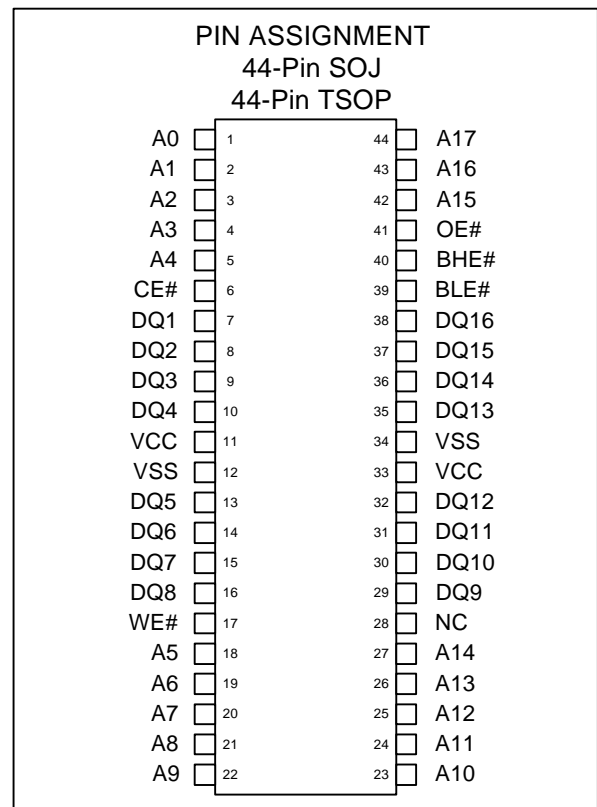 PIN ASSIGNMENT
44-Pin SOJ
44-Pin TSOP
A0 1 44 A17
A1 2 43 A16
A2 3 42 A15
A3 4 41 OE#
A4 5 40 BHE#
CE# 6 39 BLE#
DQ1 7 38 DQ16
DQ2 8 37 DQ15
DQ3 9 36 DQ14
DQ4 10 35 DQ13
VCC 11 34 VSS
VSS 12 33 VCC
DQ5 13 32 DQ12
DQ6 14 31 DQ11
DQ7 15 30 DQ10
DQ8 16 29 DQ9
WE# 17 28 NC
A5 18 27 A14
A6 19 26 A13
A7 20 25 A12
A8 21 24 A11
A9 22 23 A10